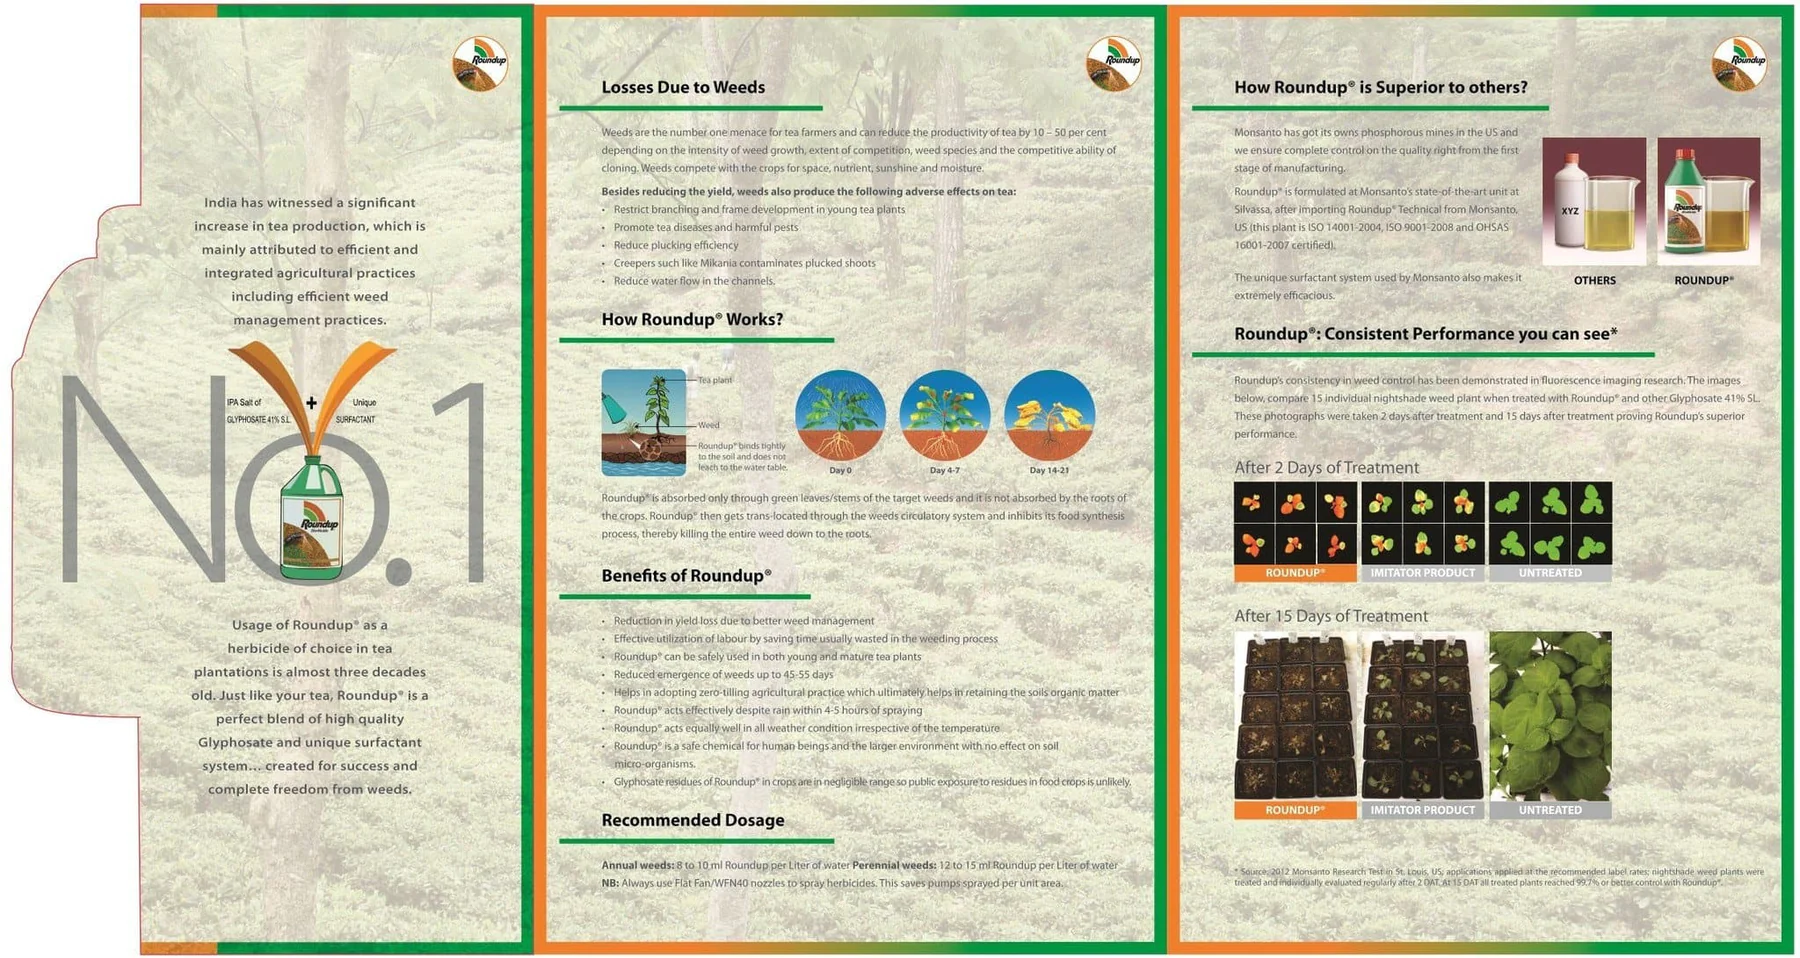 Roundup
India has witnessed a significant
increase in tea production, which is
mainly attributed to efficient and
integrated agricultural practices
including efficient weed
management practices.
No.1
IPA Salt of
GLYPHOSATE 41% S.L.
+
Unique
SURFACTANT
Roundup
Usage of Roundup® as a
herbicide of choice in tea
plantations is almost three decades
old. Just like your tea, Roundup® is a
perfect blend of high quality
Glyphosate and unique surfactant
system... created for success and
complete freedom from weeds.
Roundup
Losses Due to Weeds
Weeds are the number one menace for tea farmers and can reduce the productivity of tea by 10 – 50 per cent
depending on the intensity of weed growth, extent of competition, weed species and the competitive ability of
cloning. Weeds compete with the crops for space, nutrient, sunshine and moisture.
Besides reducing the yield, weeds also produce the following adverse effects on tea:
• Restrict branching and frame development in young tea plants
• Promote tea diseases and harmful pests
• Reduce plucking efficiency
• Creepers such like Mikania contaminates plucked shoots
• Reduce water flow in the channels.
How Roundup® Works?
Tea plant
Weed
Roundup® binds tightly
to the soil and does not
leach to the water table.
Day 0
Day 4-7
Day 14-21
Roundup® is absorbed only through green leaves/stems of the target weeds and it is not absorbed by the roots of
the crops. Roundup® then gets trans-located through the weeds circulatory system and inhibits its food synthesis
process, thereby killing the entire weed down to the roots.
Benefits of Roundup®
• Reduction in yield loss due to better weed management
• Effective utilization of labour by saving time usually wasted in the weeding process
• Roundup® can be safely used in both young and mature tea plants
• Reduced emergence of weeds up to 45-55 days
• Helps in adopting zero-tilling agricultural practice which ultimately helps in retaining the soils organic matter
• Roundup® acts effectively despite rain within 4-5 hours of spraying
• Roundup® acts equally well in all weather condition irrespective of the temperature
• Roundup® is a safe chemical for human beings and the larger environment with no effect on soil
micro-organisms.
• Glyphosate residues of Roundup® in crops are in negligible range so public exposure to residues in food crops is unlikely.
Recommended Dosage
Annual weeds: 8 to 10 ml Roundup per Liter of water Perennial weeds: 12 to 15 ml Roundup per Liter of water
NB: Always use Flat Fan/WFN40 nozzles to spray herbicides. This saves pumps sprayed per unit area.
Roundup
How Roundup® is Superior to others?
Monsanto has got its owns phosphorous mines in the US and
we ensure complete control on the quality right from the first
stage of manufacturing.
Roundup® is formulated at Monsanto's state-of-the-art unit at
Silvassa, after importing Roundup® Technical from Monsanto,
US (this plant is ISO 14001-2004, ISO 9001-2008 and OHSAS
16001-2007 certified).
The unique surfactant system used by Monsanto also makes it
extremely efficacious.
XYZ
Roundup
OTHERS
ROUNDUP®
Roundup®: Consistent Performance you can see*
Roundup's consistency in weed control has been demonstrated in fluorescence imaging research. The images
below, compare 15 individual nightshade weed plant when treated with Roundup® and other Glyphosate 41% SL.
These photographs were taken 2 days after treatment and 15 days after treatment proving Roundup's superior
performance.
After 2 Days of Treatment
ROUNDUP®
IMITATOR PRODUCT
UNTREATED
After 15 Days of Treatment
ROUNDUP®
IMITATOR PRODUCT
UNTREATED
* Source: 2012 Monsanto Research Test in St. Louis, US; applications applied at the recommended label rates; nightshade weed plants were
treated and individually evaluated regularly after 2 DAT. At 15 DAT all treated plants reached 99.7% or better control with Roundup®.